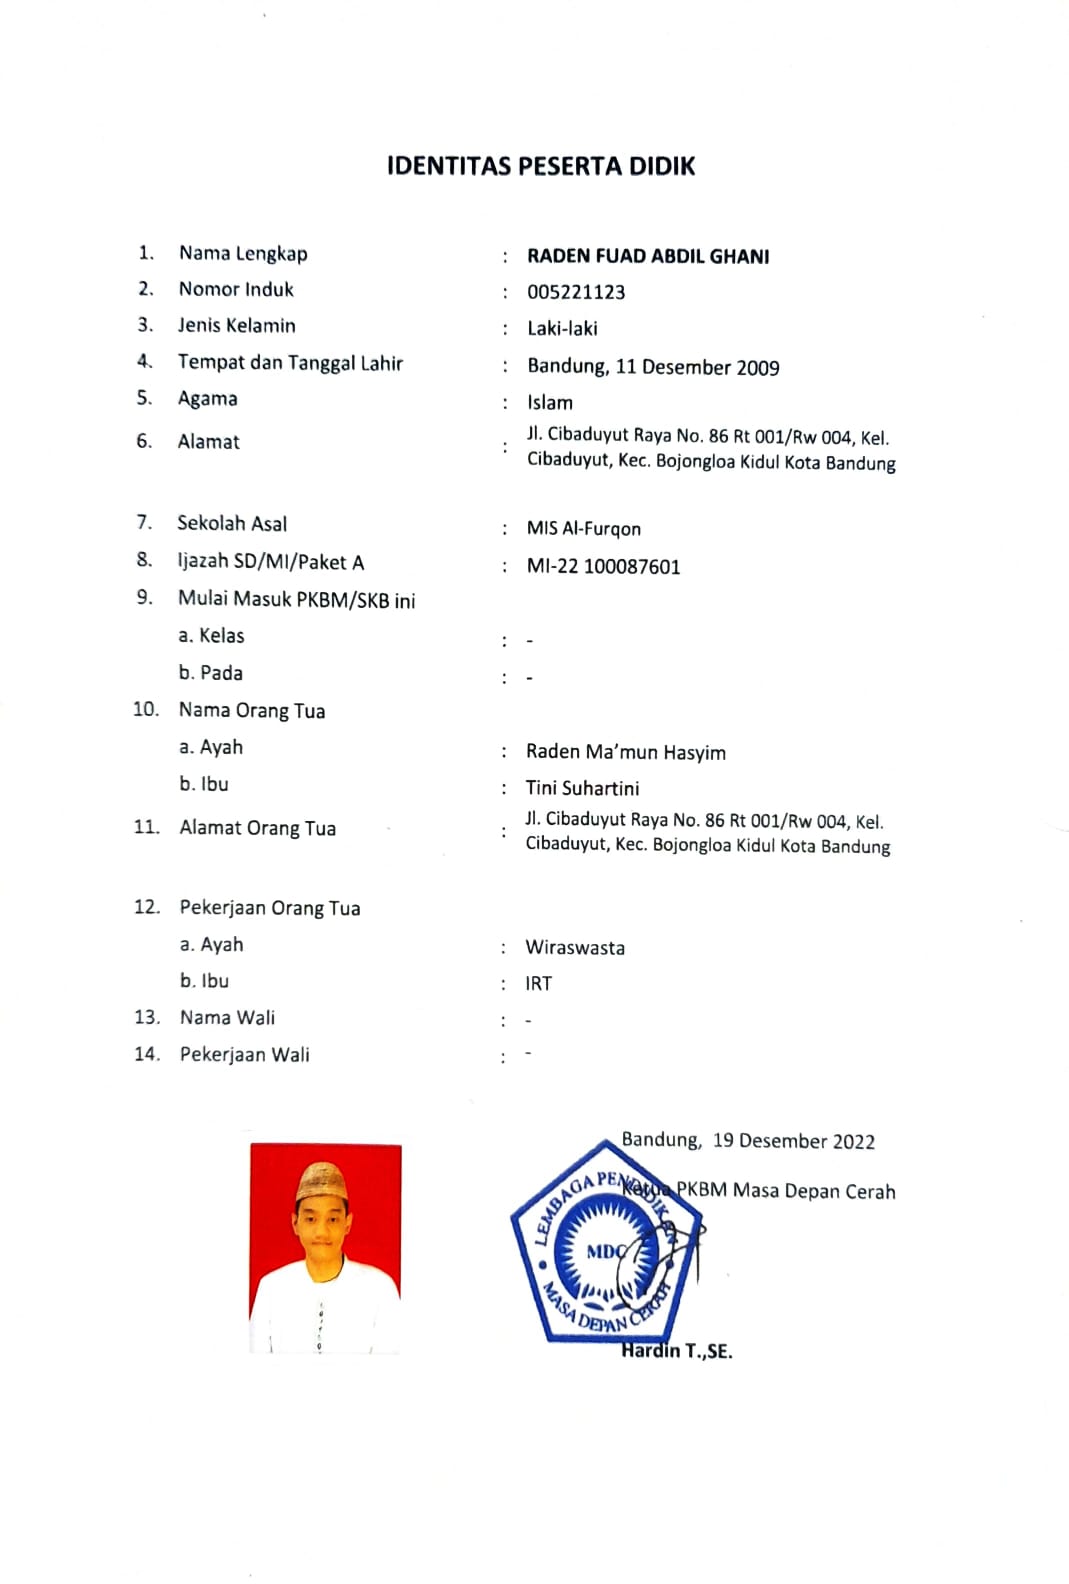 IDENTITAS PESERTA DIDIK
1. Nama Lengkap : RADEN FUAD ABDIL GHANI
2. Nomor Induk : 005221123
3. Jenis Kelamin : Laki-laki
4. Tempat dan Tanggal Lahir : Bandung, 11 Desember 2009
5. Agama : Islam
6. Alamat : Jl. Cibaduyut Raya No. 86 Rt 001/Rw 004, Kel.
Cibaduyut, Kec. Bojongloa Kidul Kota Bandung
7. Sekolah Asal : MIS Al-Furqon
8. Ijazah SD/MI/Paket A : MI-22 100087601
9. Mulai Masuk PKBM/SKB ini
a. Kelas : -
b. Pada : -
10. Nama Orang Tua
a. Ayah : Raden Ma’mun Hasyim
b. Ibu : Tini Suhartini
11. Alamat Orang Tua : Jl. Cibaduyut Raya No. 86 Rt 001/Rw 004, Kel.
Cibaduyut, Kec. Bojongloa Kidul Kota Bandung
12. Pekerjaan Orang Tua
a. Ayah : Wiraswasta
b. Ibu : IRT
13. Nama Wali : -
14. Pekerjaan Wali : -
Bandung, 19 Desember 2022
Ketua PKBM Masa Depan Cerah
LEMBAGA PENDIDIKAN
MDC
MASA DEPAN CERAH
Hardin T.,SE.